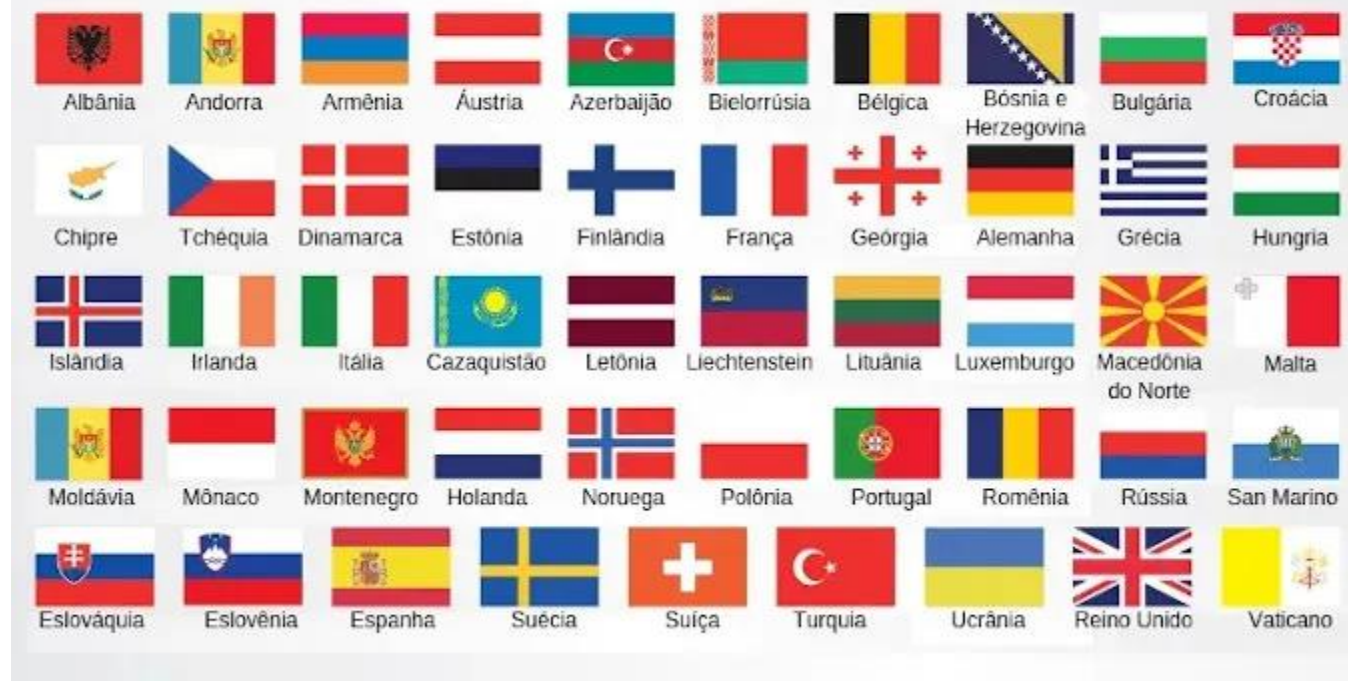 Albânia Andorra Armênia Áustria Azerbaijão Bielorrúsia Bélgica Bósnia e Herzegovina Bulgária Croácia
Chipre Tchéquia Dinamarca Estônia Finlândia França Geórgia Alemanha Grécia Hungria
Islândia Irlanda Itália Cazaquistão Letônia Liechtenstein Lituânia Luxemburgo Macedônia do Norte Malta
Moldávia Mônaco Montenegro Holanda Noruega Polônia Portugal Romênia Rússia San Marino
Eslováquia Eslovênia Espanha Suécia Suíça Turquia Ucrânia Reino Unido Vaticano